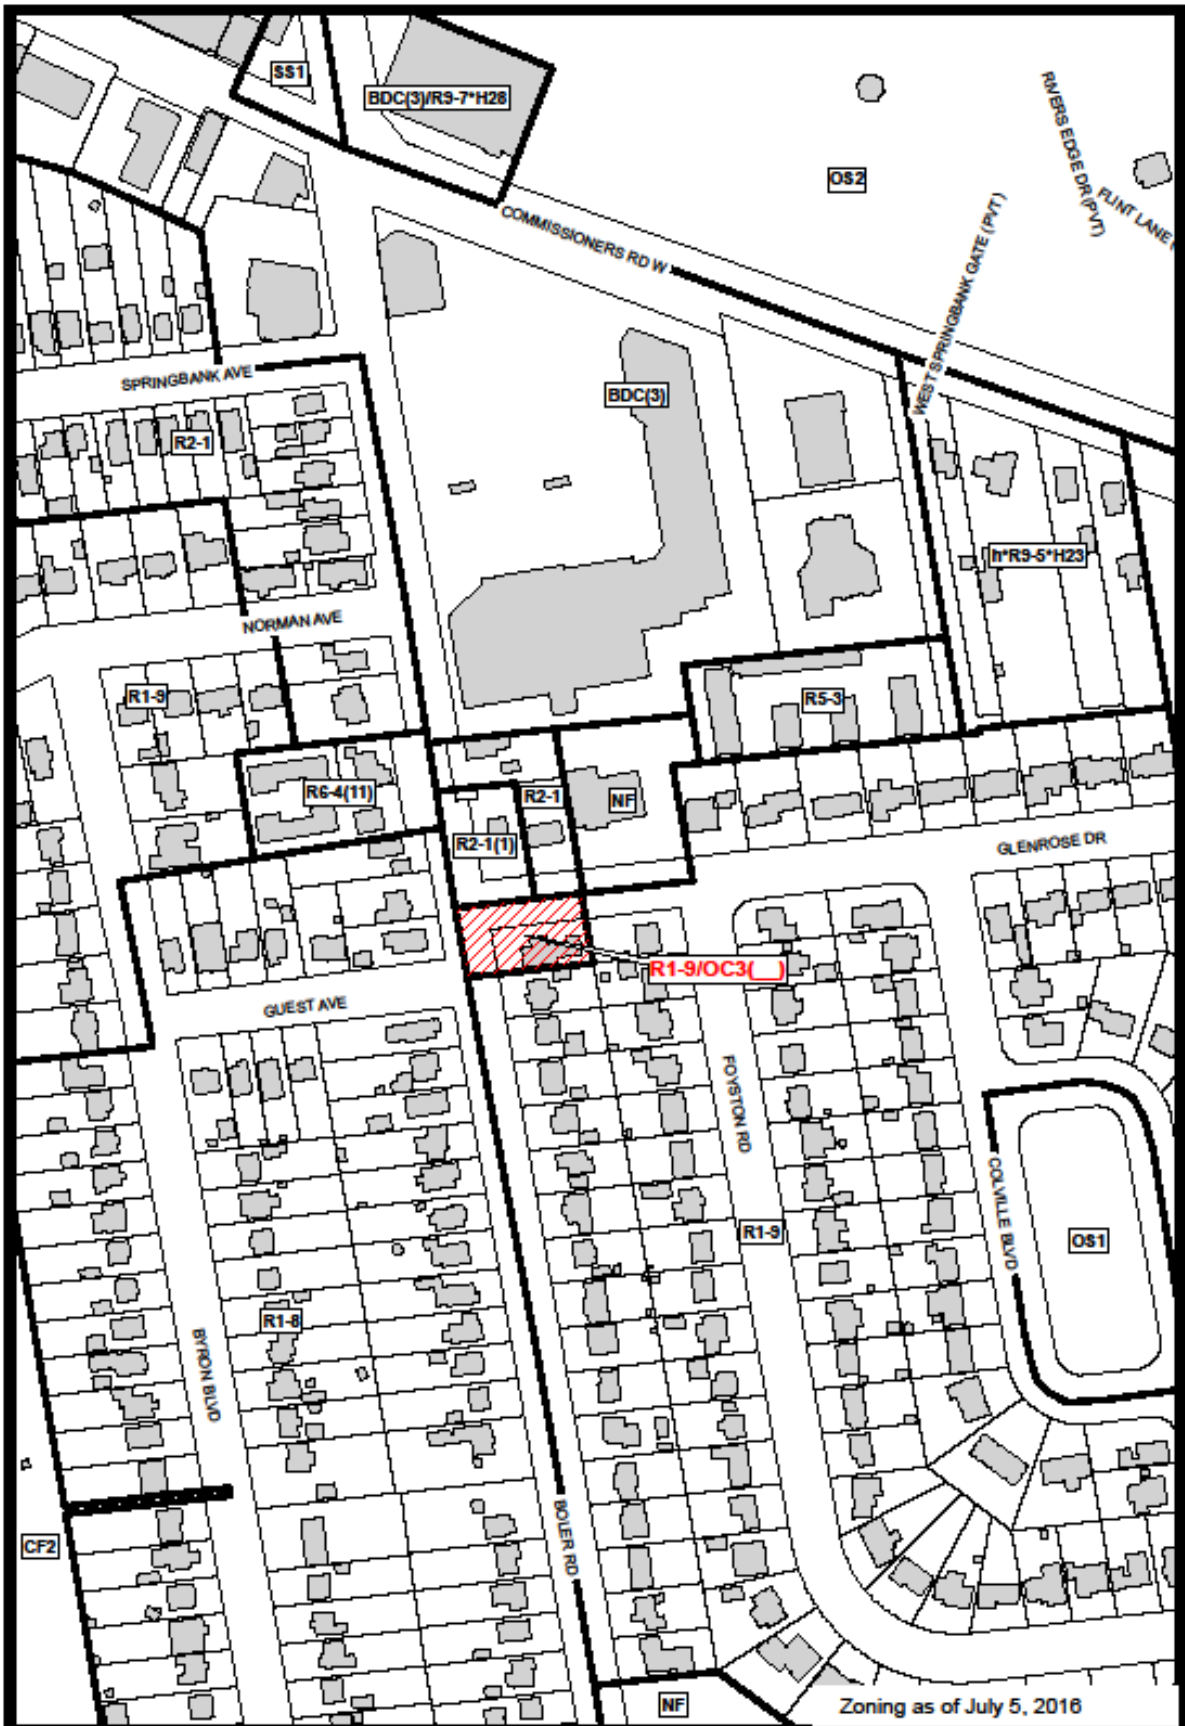 SS1
BDC(3)/R9-7*H28
OS2
RIVERS EDGE DR (PVT)
FLINT LANE
COMMISSIONERS RD W
WEST SPRINGBANK GATE (PVT)
SPRINGBANK AVE
BDC(3)
R2-1
h*R9-5*H23
NORMAN AVE
R1-9
R5-3
R6-4(11)
R2-1
NF
R2-1(1)
GLENROSE DR
R1-9/OC3(__)
GUEST AVE
FOYSTON RD
COLVILLE BLVD
R1-9
OS1
R1-8
BYRON BLVD
BOLER RD
CF2
NF
Zoning as of July 5, 2016